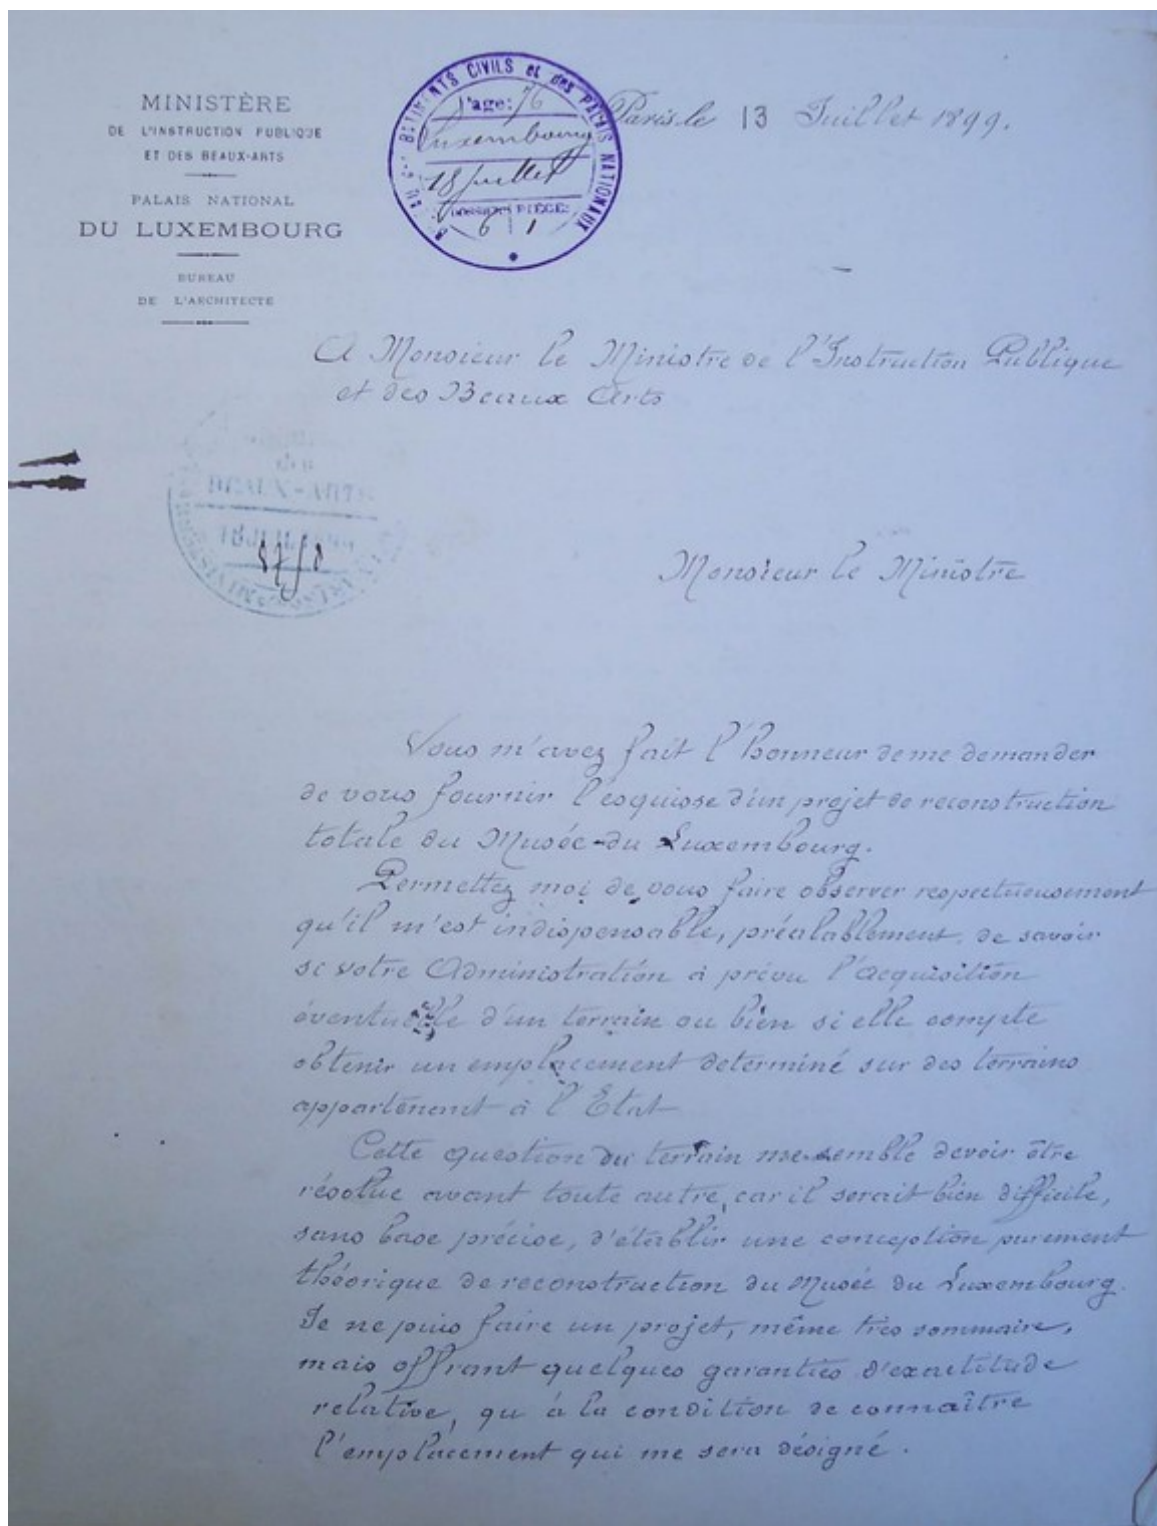 MINISTÈRE
DE L'INSTRUCTION PUBLIQUE
ET DES BEAUX-ARTS
PALAIS NATIONAL
DU LUXEMBOURG
BUREAU
DE L'ARCHITECTE
BÂTIMENTS CIVILS et des PALAIS NATIONAUX
Page: 76
Luxembourg
18 juillet
PIÈCE:
6 1
Paris le 13 Juillet 1899.
A Monsieur le Ministre de l'Instruction Publique
et des Beaux Arts
des
BEAUX-ARTS
Monsieur le Ministre
Vous m'avez fait l'honneur de me demander
de vous fournir l'esquisse d'un projet de reconstruction
totale du Musée du Luxembourg.
Permettez moi de vous faire observer respectueusement
qu'il m'est indispensable, préalablement, de savoir
si votre Administration à prévu l'acquisition
éventuelle d'un terrain ou bien si elle compte
obtenir un emplacement determiné sur des terrains
appartenant à l'Etat
Cette question du terrain me semble devoir être
résolue avant toute autre, car il serait bien difficile,
sans base précise, d'établir une conception purement
théorique de reconstruction du Musée du Luxembourg.
Je ne puis faire un projet, même très sommaire,
mais offrant quelques garanties d'exactitude
relative, qu'à la condition de connaître
l'emplacement qui me sera désigné.